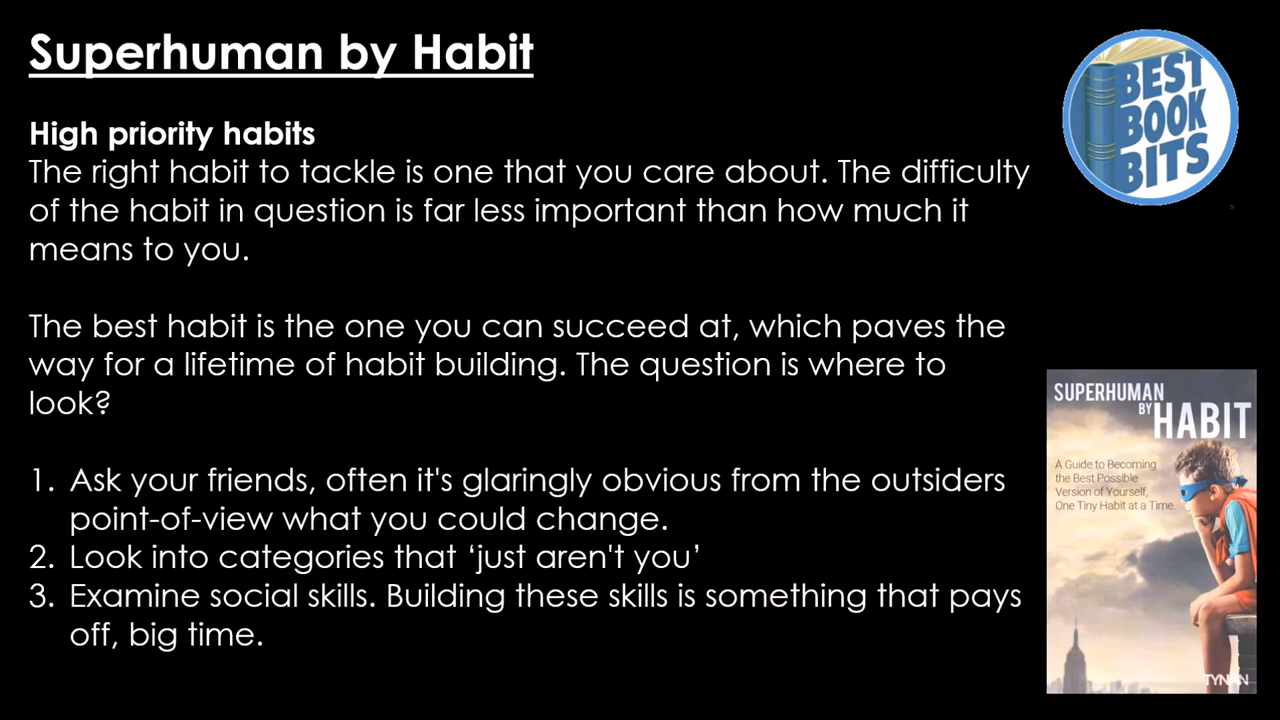 Superhuman by Habit
BEST
BOOK
BITS
High priority habits
The right habit to tackle is one that you care about. The difficulty
of the habit in question is far less important than how much it
means to you.
The best habit is the one you can succeed at, which paves the
way for a lifetime of habit building. The question is where to
look?
1. Ask your friends, often it's glaringly obvious from the outsiders
point-of-view what you could change.
2. Look into categories that ‘just aren't you’
3. Examine social skills. Building these skills is something that pays
off, big time.
SUPERHUMAN
BY HABIT
A Guide to Becoming
the Best Possible
Version of Yourself,
One Tiny Habit at a Time.
TYNAN